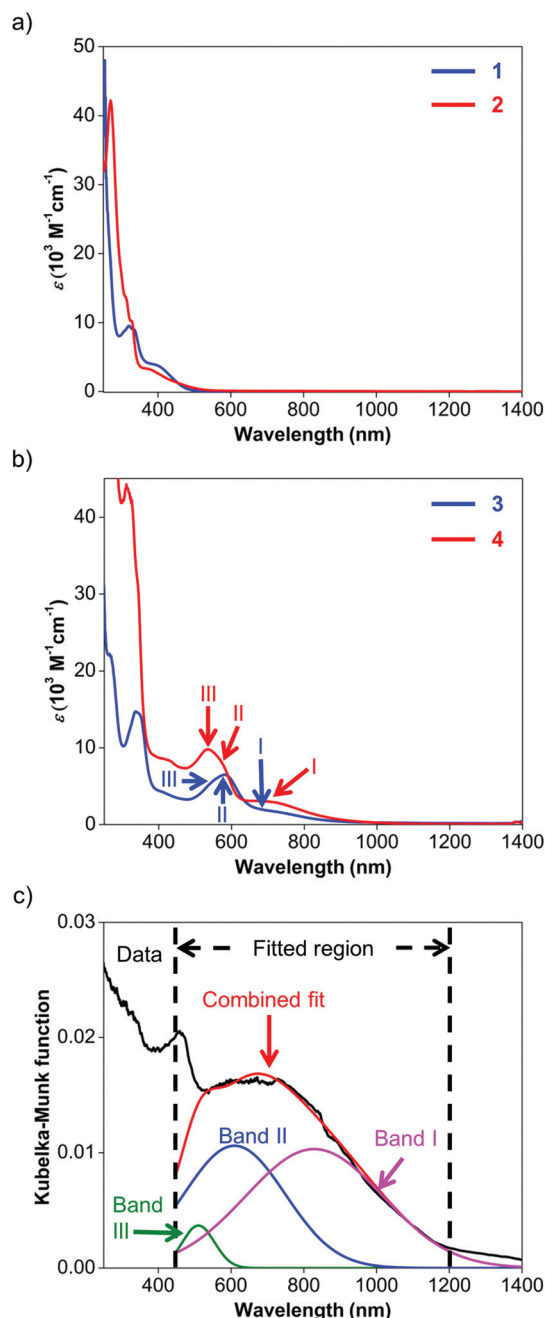 a)
50
40
30
20
10
0
ε (10³ M⁻¹cm⁻¹)
1
2
400 600 800 1000 1200 1400
Wavelength (nm)
b)
40
30
20
10
0
ε (10³ M⁻¹cm⁻¹)
3
4
III
II
I
I
III
II
400 600 800 1000 1200 1400
Wavelength (nm)
c)
0.03
0.02
0.01
0.00
Kubelka-Munk function
Data
Fitted region
Combined fit
Band II
Band I
Band
III
400 600 800 1000 1200 1400
Wavelength (nm)